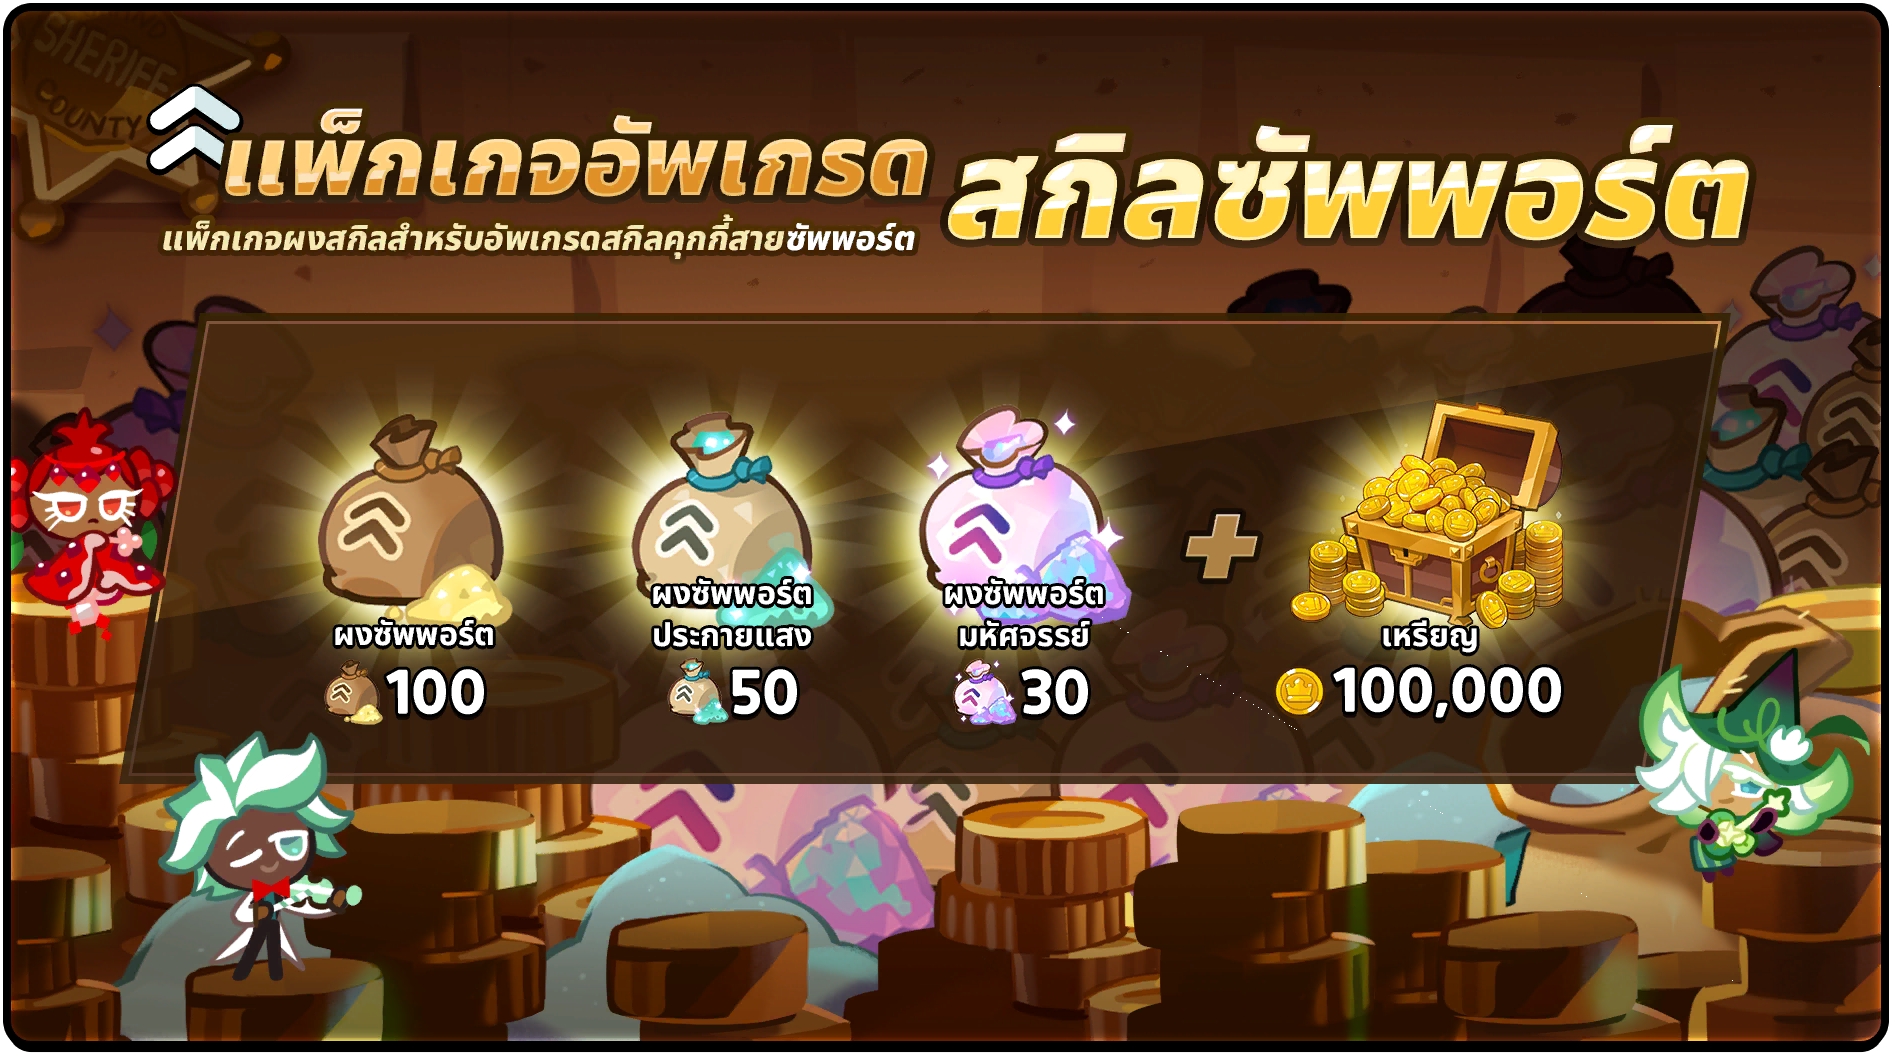 SHERIFF
COUNTY
แพ็กเกจอัพเกรด
สกิลซัพพอร์ต
แพ็กเกจผงสกิลสำหรับอัพเกรดสกิลคุกกี้สายซัพพอร์ต
ผงซัพพอร์ต
100
ผงซัพพอร์ต
ประกายแสง
50
ผงซัพพอร์ต
มหัศจรรย์
30
เหรียญ
100,000